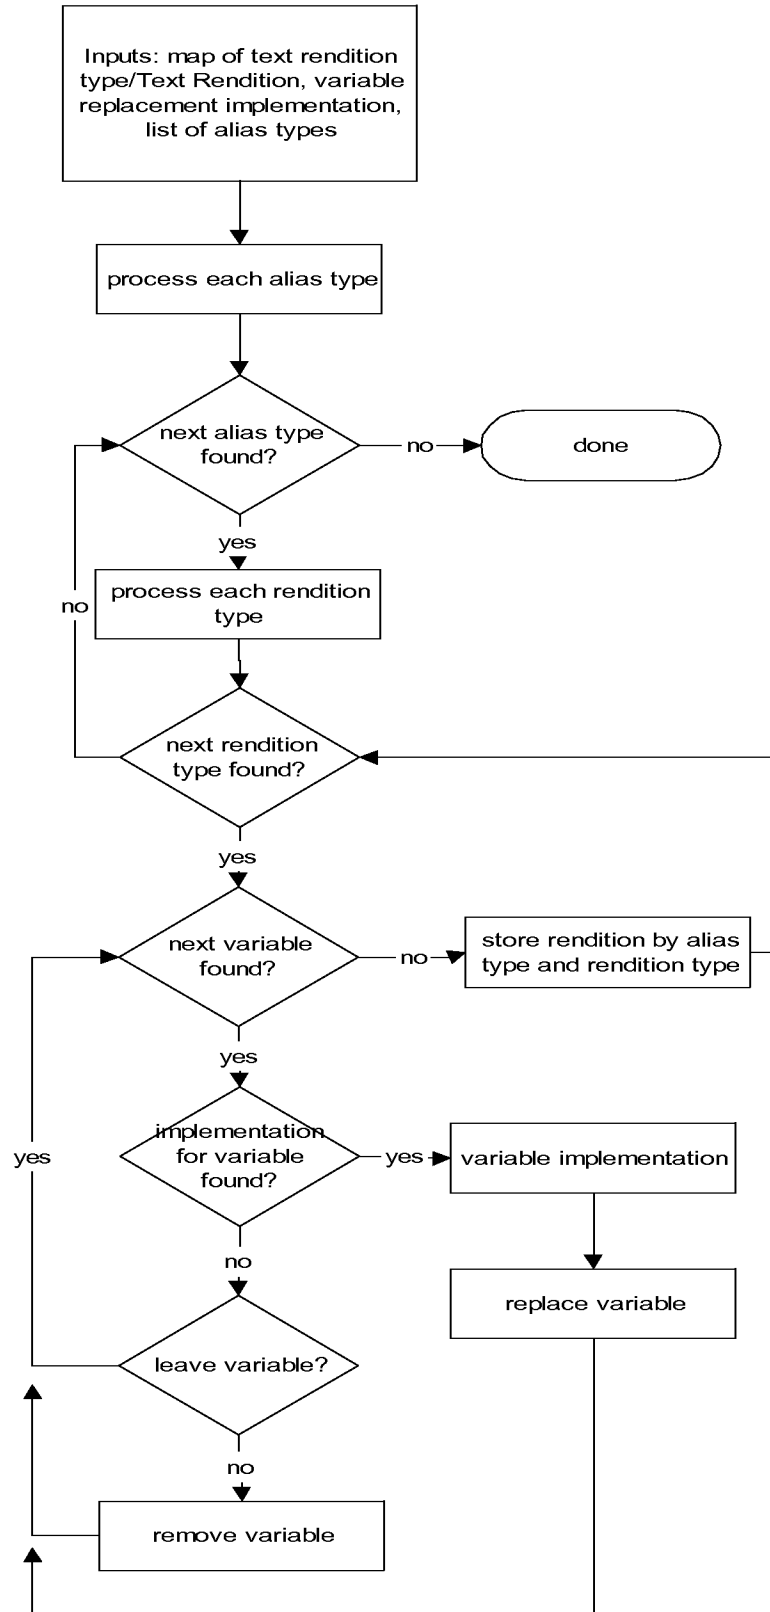 Inputs: map of text rendition
type/Text Rendition, variable
replacement implementation,
list of alias types
process each alias type
next alias type
found?
no
done
yes
process each rendition
type
no
next rendition
type found?
yes
next variable
found?
no
store rendition by alias
type and rendition type
yes
implementation
for variable
found?
yes
variable implementation
yes
no
replace variable
leave variable?
no
remove variable